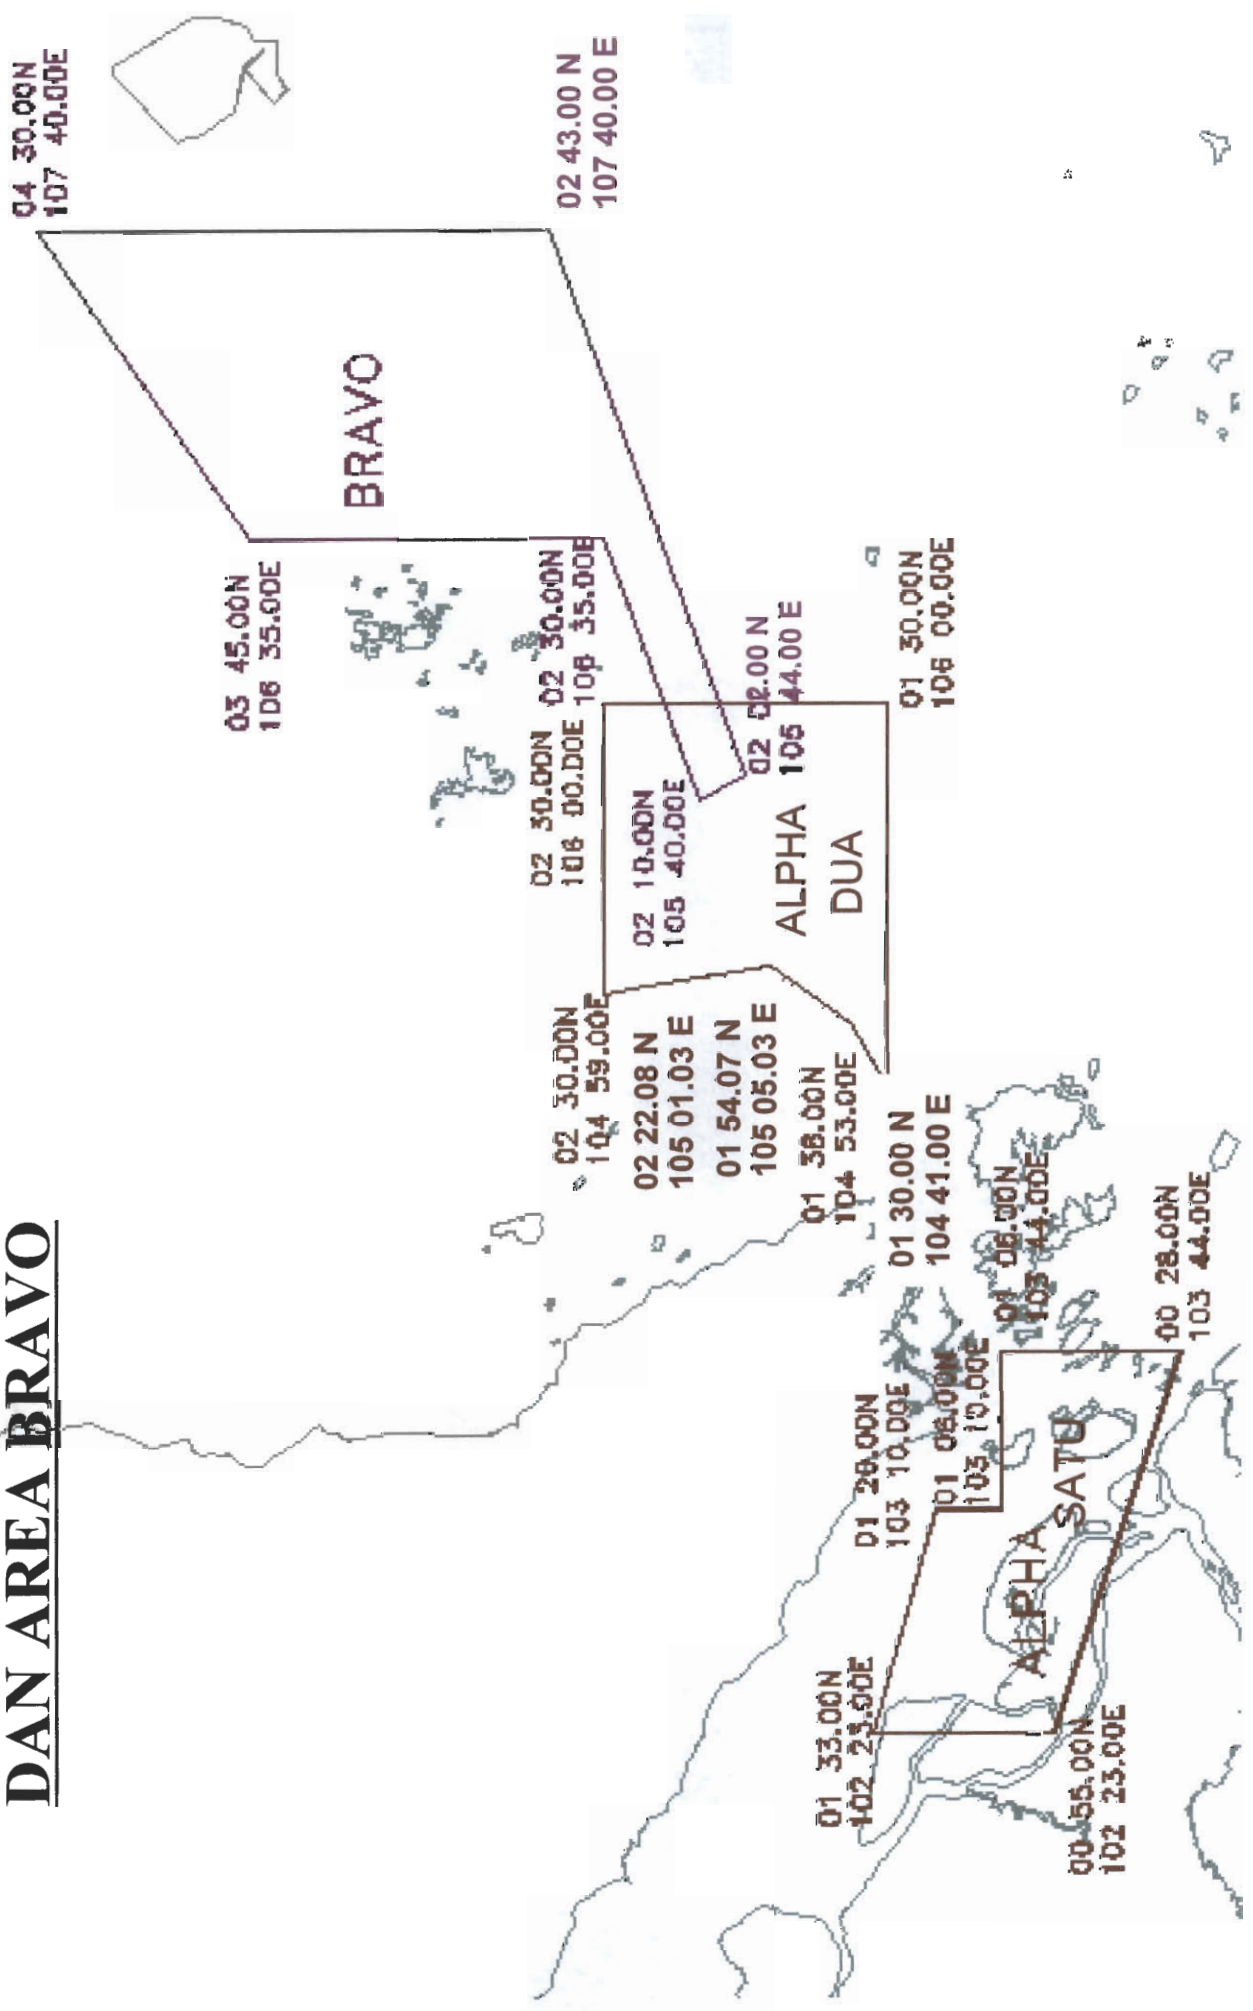 DAN AREA BRAVO
04 30.00N
107 40.00E
02 43.00 N
107 40.00 E
BRAVO
03 45.00N
106 35.00E
02 30.00N
106 35.00E
02 30.00N
106 00.00E
02 10.00N
105 40.00E
02 02.00 N
105 44.00 E
01 30.00N
106 00.00E
ALPHA
DUA
02 30.00N
104 59.00E
02 22.08 N
105 01.03 E
01 54.07 N
105 05.03 E
01 38.00N
104 53.00E
01 30.00 N
104 41.00 E
01 06.00N
103 44.00E
00 28.00N
103 44.00E
01 20.00N
103 10.00E
01 06.00N
103 10.00E
ALPHA
SATU
01 33.00N
102 23.00E
00 55.00N
102 23.00E